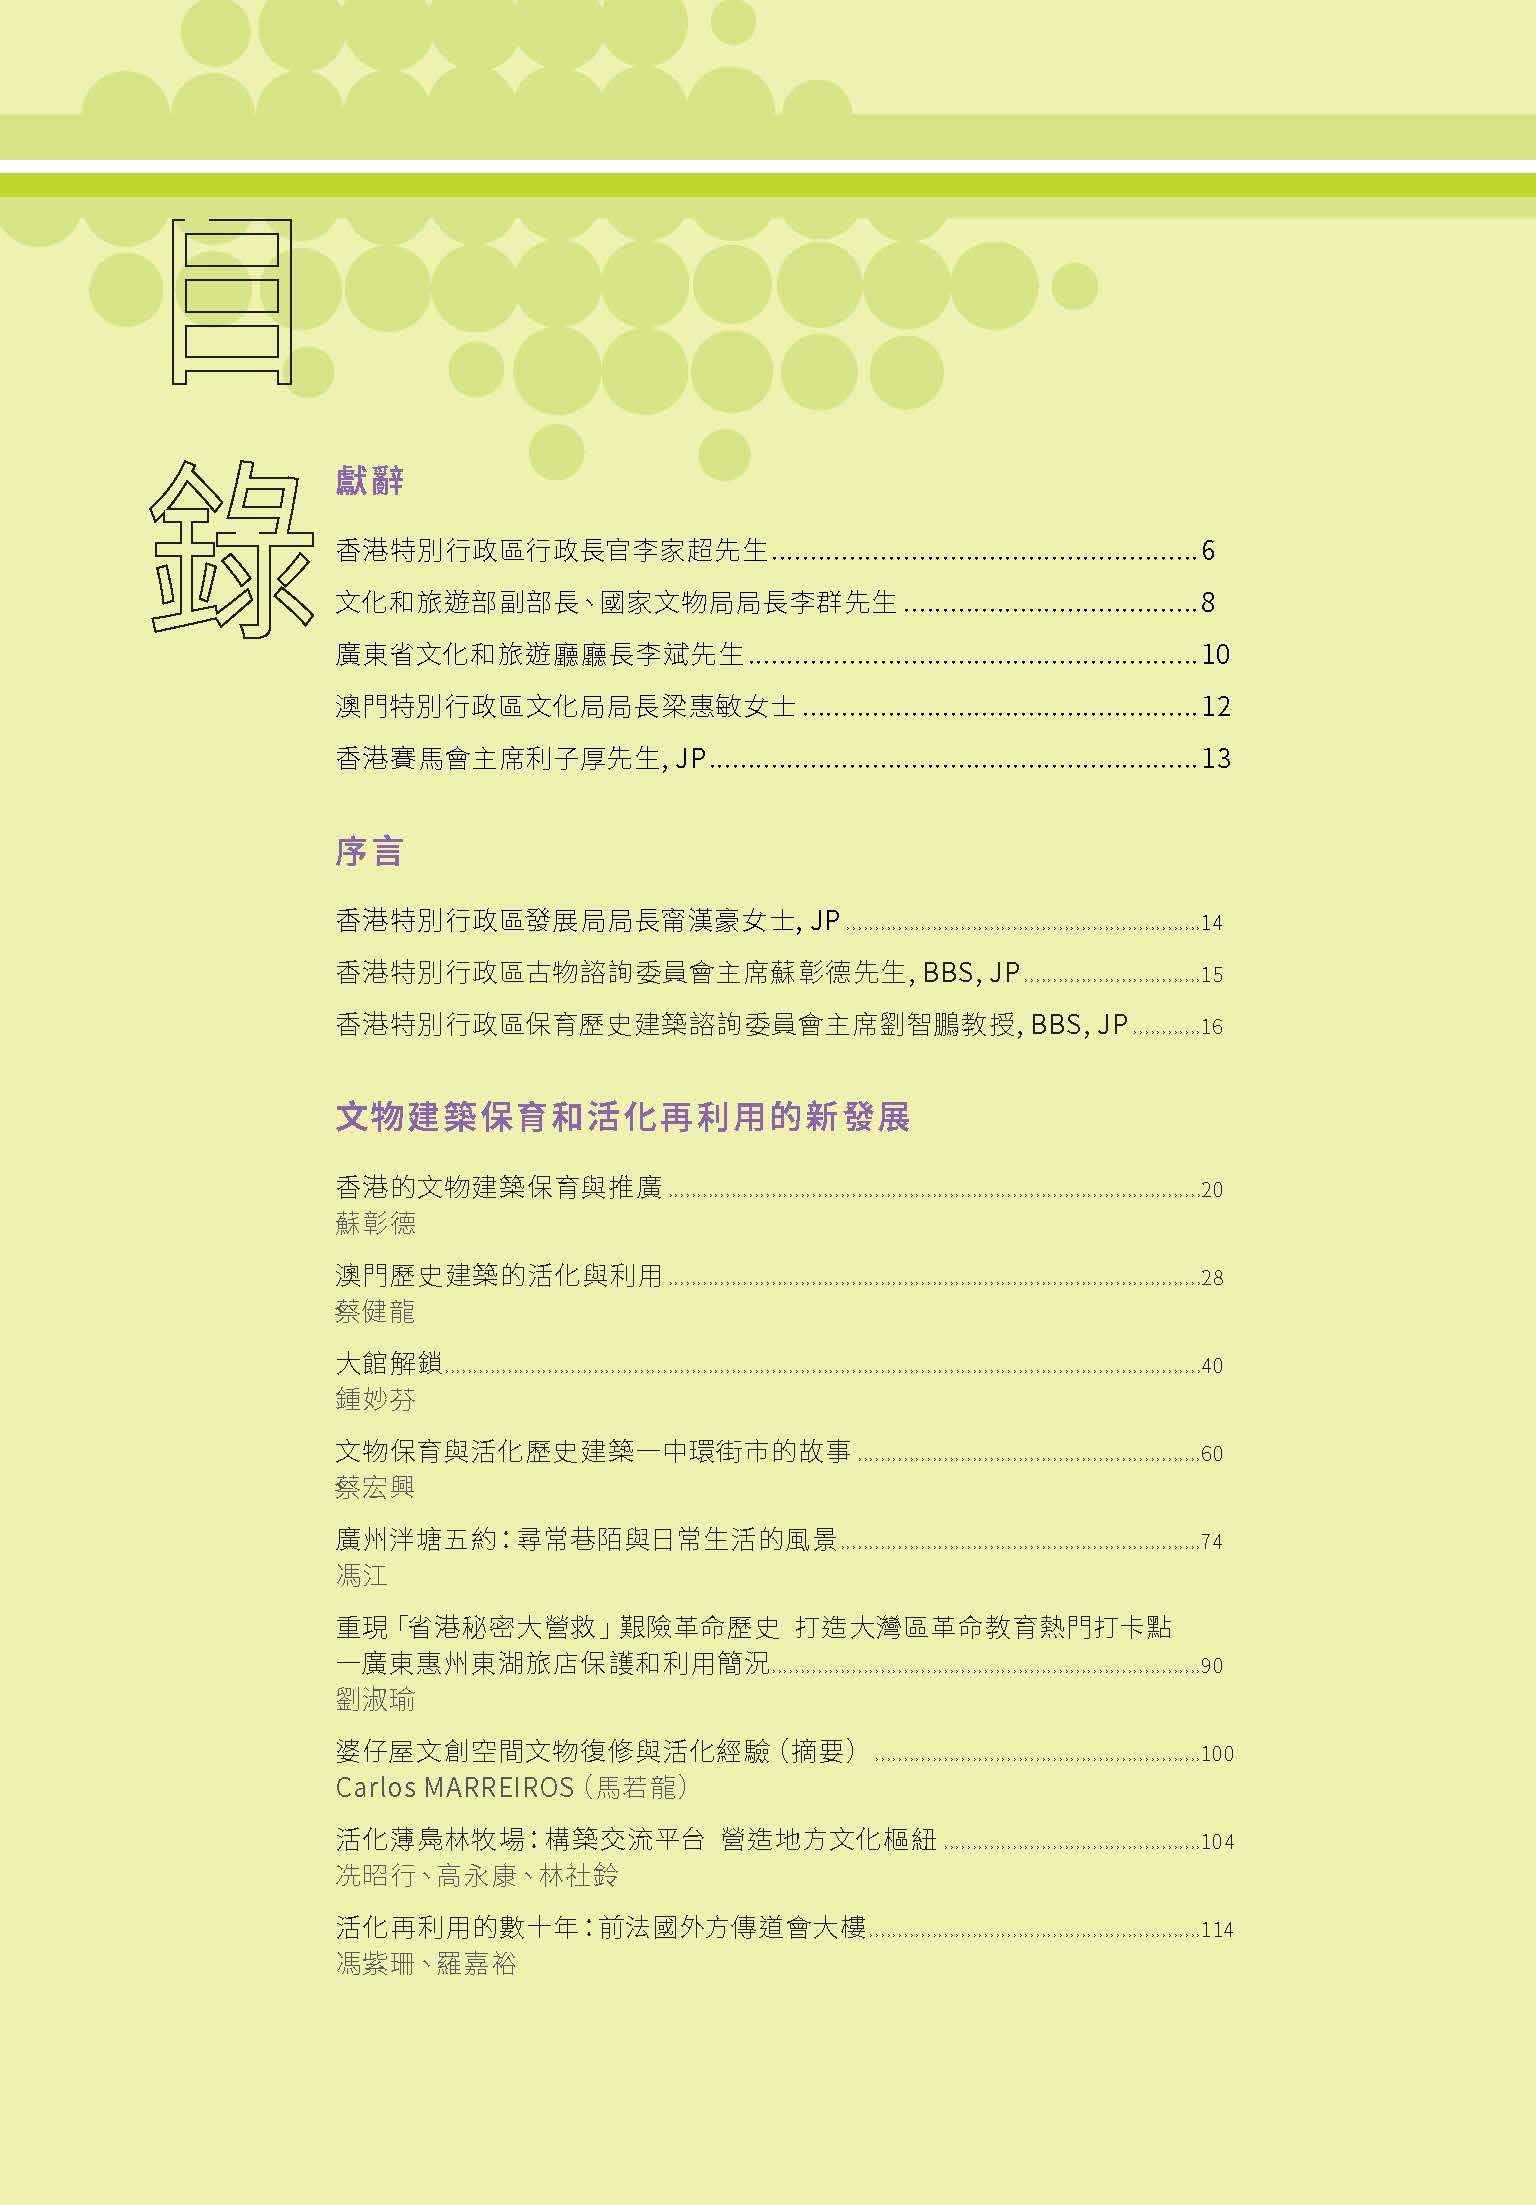 目錄
獻辭
香港特別行政區行政長官李家超先生......................................................6
文化和旅遊部副部長、國家文物局局長李群先生......................................8
廣東省文化和旅遊廳廳長李斌先生..........................................................10
澳門特別行政區文化局局長梁惠敏女士...................................................12
香港賽馬會主席利子厚先生, JP...............................................................13
序言
香港特別行政區發展局局長甯漢豪女士, JP..............................................14
香港特別行政區古物諮詢委員會主席蘇彰德先生, BBS, JP...............................15
香港特別行政區保育歷史建築諮詢委員會主席劉智鵬教授, BBS, JP............16
文物建築保育和活化再利用的新發展
香港的文物建築保育與推廣....................................................................20
蘇彰德
澳門歷史建築的活化與利用....................................................................28
蔡健龍
大館解鎖................................................................................................40
鍾妙芬
文物保育與活化歷史建築—中環街市的故事............................................60
蔡宏興
廣州泮塘五約：尋常巷陌與日常生活的風景..............................................74
馮江
重現「省港秘密大營救」艱險革命歷史 打造大灣區革命教育熱門打卡點
—廣東惠州東湖旅店保護和利用簡況.......................................................90
劉淑瑜
婆仔屋文創空間文物復修與活化經驗（摘要）..........................................100
Carlos MARREIROS（馬若龍）
活化薄鳧林牧場：構築交流平台 營造地方文化樞紐.................................104
冼昭行、高永康、林社鈴
活化再利用的數十年：前法國外方傳道會大樓..........................................114
馮紫珊、羅嘉裕